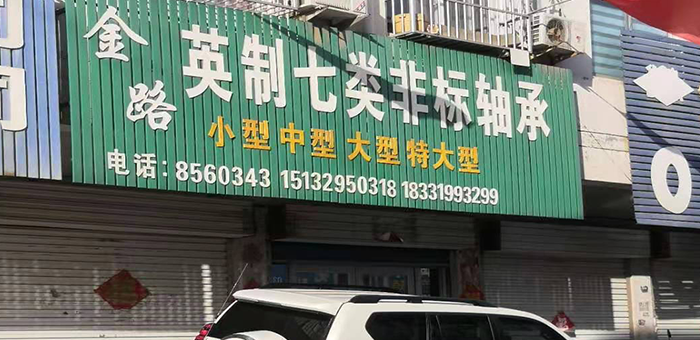 金路
英制七类非标轴承
小型 中型 大型 特大型
电话：8560343 15132950318 18331993299